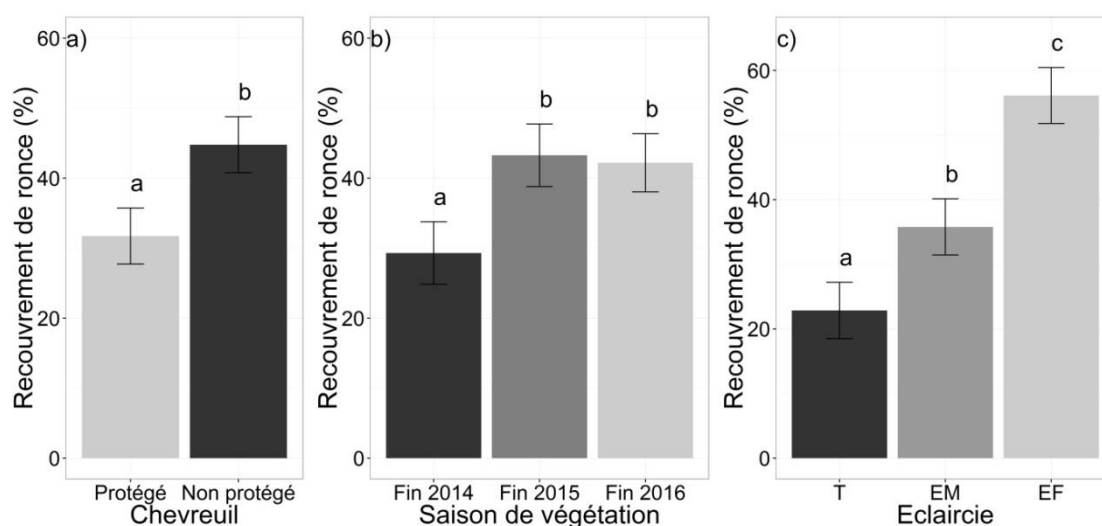 a)
Recouvrement de ronce (%)
60
40
20
0
a
b
Protégé Non protégé
Chevreuil
b)
Recouvrement de ronce (%)
60
40
20
0
a
b
b
Fin 2014 Fin 2015 Fin 2016
Saison de végétation
c)
Recouvrement de ronce (%)
60
40
20
0
a
b
c
T EM EF
Eclaircie